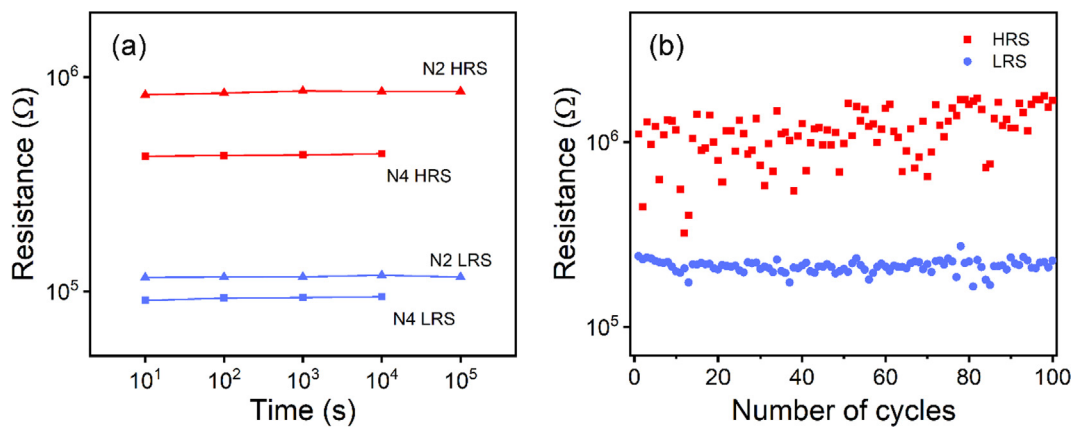 (a)
Resistance (Ω)
10⁶
10⁵
N2 HRS
N4 HRS
N2 LRS
N4 LRS
10¹ 10² 10³ 10⁴ 10⁵
Time (s)
(b)
HRS
LRS
Resistance (Ω)
10⁶
10⁵
0 20 40 60 80 100
Number of cycles